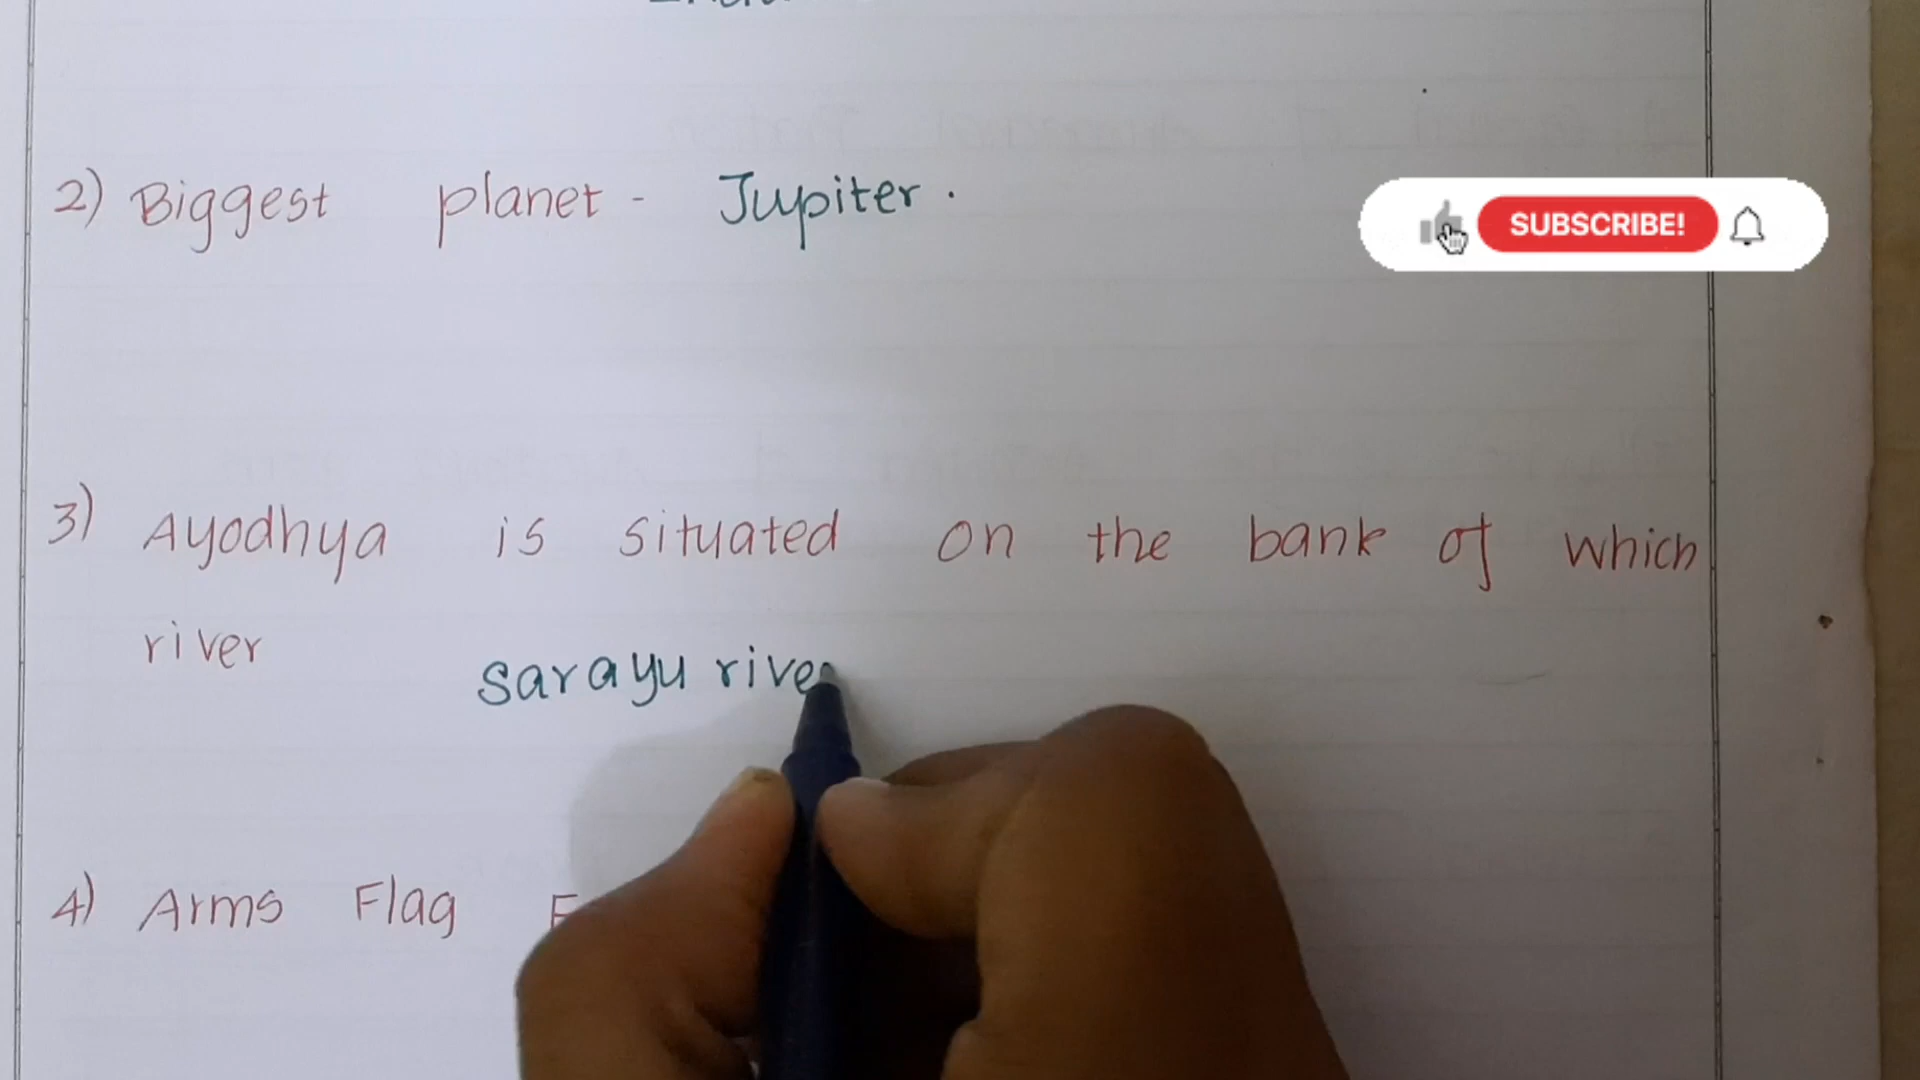 2) Biggest planet - Jupiter.
SUBSCRIBE!
3) Ayodhya is situated on the bank of which
river
Sarayu river
4) Arms Flag